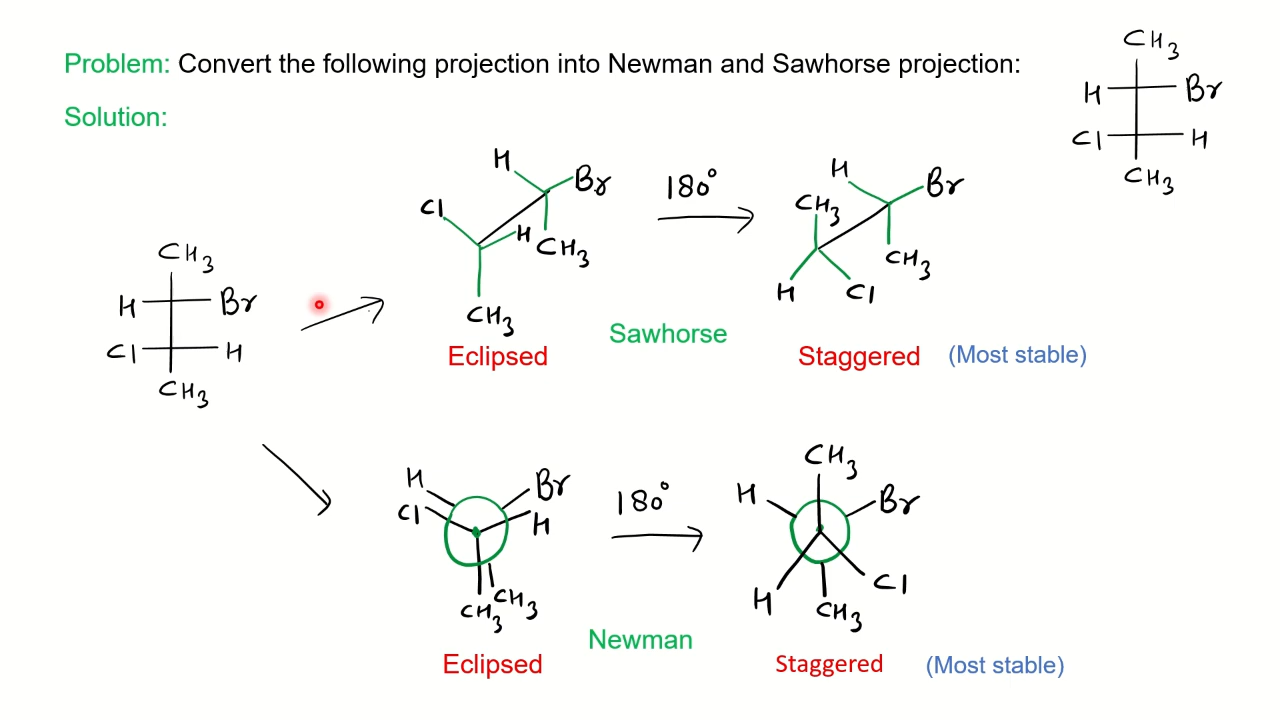 Problem: Convert the following projection into Newman and Sawhorse projection:
CH3
H Br
Cl H
CH3
Solution:
CH3
H Br
Cl H
CH3
H Br
Cl H CH3
CH3
Eclipsed
180°
Sawhorse
H Br
CH3
CH3
H Cl
Staggered (Most stable)
H Br
Cl H
CH3 CH3
Eclipsed
180°
Newman
CH3
H Br
H Cl
CH3
Staggered (Most stable)